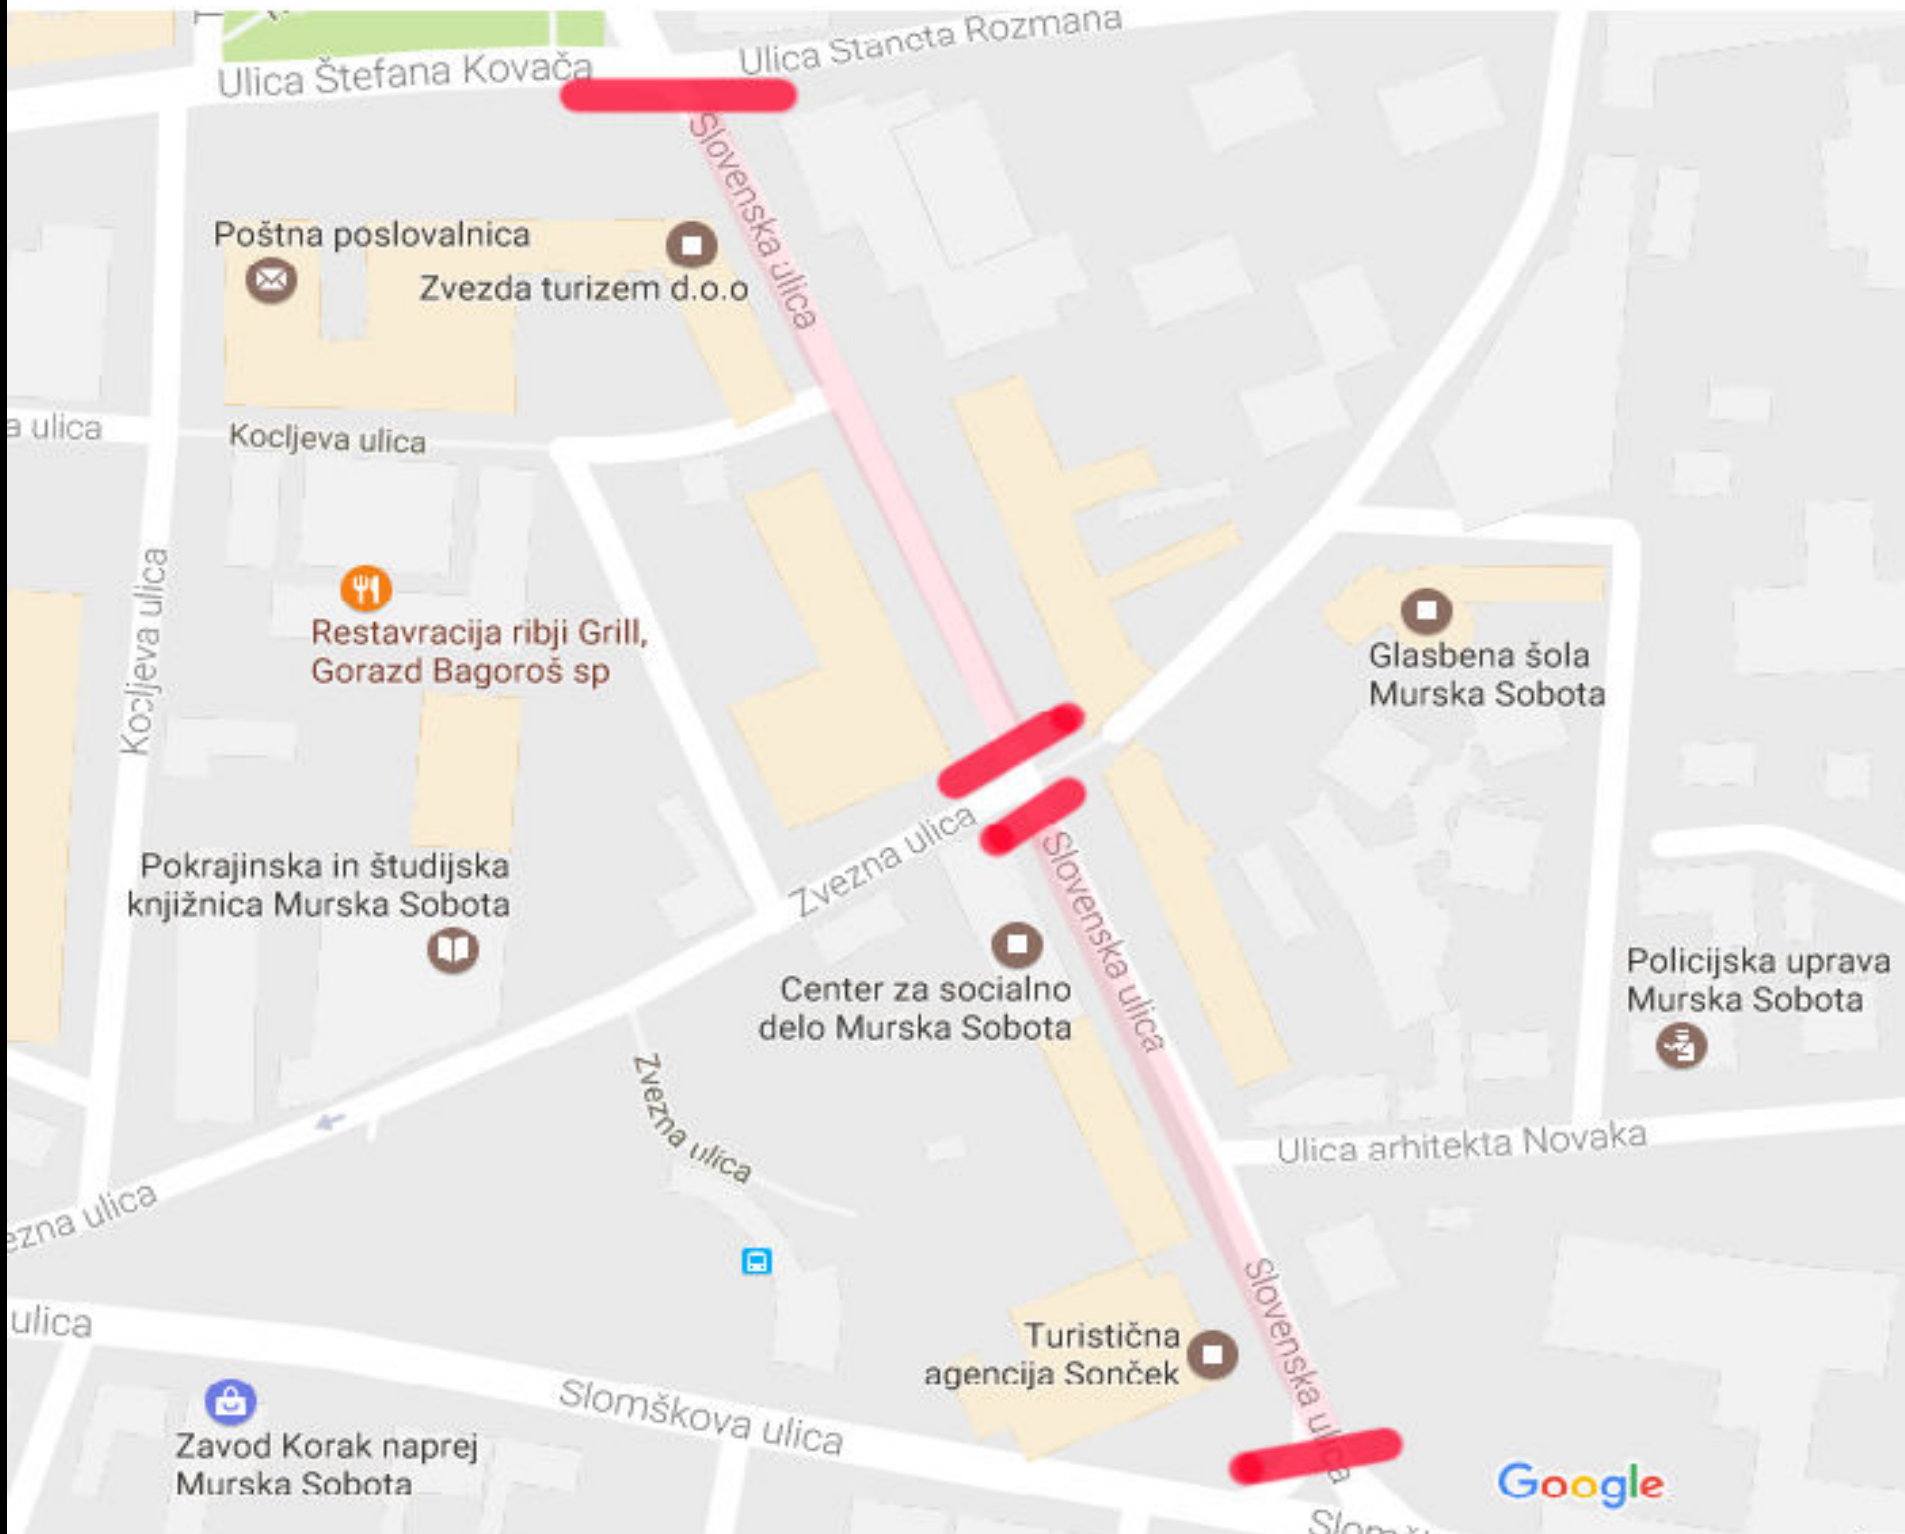 Ulica Štefana Kovača
Ulica Staneta Rozmana
Slovenska ulica
Poštna poslovalnica
Zvezda turizem d.o.o
a ulica
Kocljeva ulica
Kocljeva ulica
Restavracija ribji Grill,
Gorazd Bagoroš sp
Glasbena šola
Murska Sobota
Zvezna ulica
Slovenska ulica
Pokrajinska in študijska
knjižnica Murska Sobota
Center za socialno
delo Murska Sobota
Policijska uprava
Murska Sobota
Zvezna ulica
Ulica arhitekta Novaka
ezna ulica
Slovenska ulica
ulica
Turistična
agencija Sonček
Slomškova ulica
Zavod Korak naprej
Murska Sobota
Google